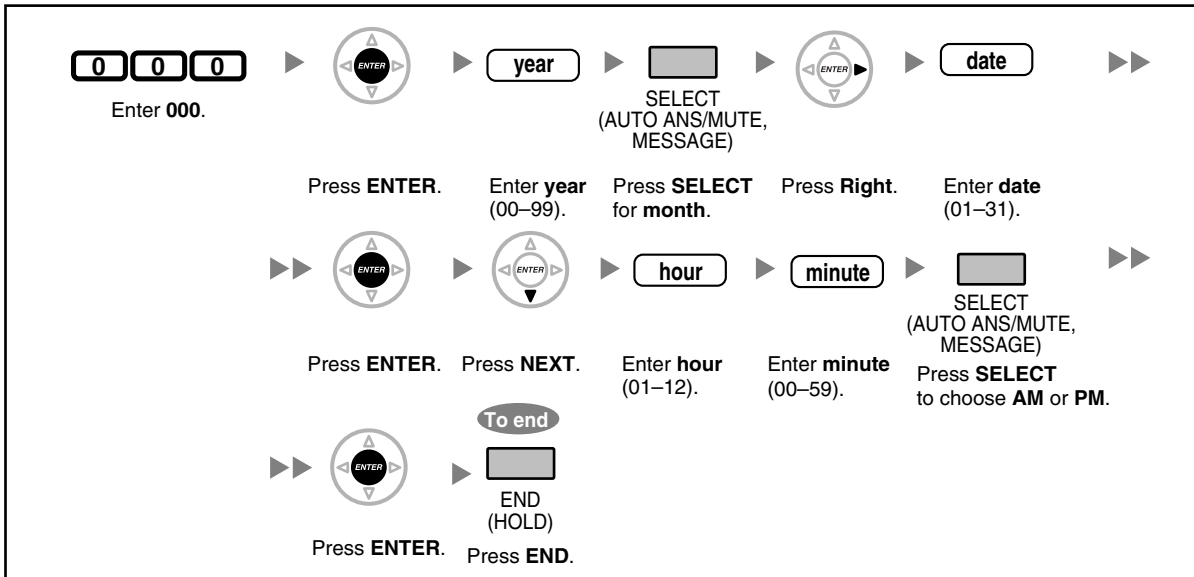 0 0 0
ENTER
year
ENTER
date
Enter 000.
SELECT
(AUTO ANS/MUTE,
MESSAGE)
Press ENTER.
Enter year
(00–99).
Press SELECT
for month.
Press Right.
Enter date
(01–31).
ENTER
ENTER
hour
minute
SELECT
(AUTO ANS/MUTE,
MESSAGE)
Press ENTER.
Press NEXT.
Enter hour
(01–12).
Enter minute
(00–59).
Press SELECT
to choose AM or PM.
To end
ENTER
END
(HOLD)
Press ENTER.
Press END.